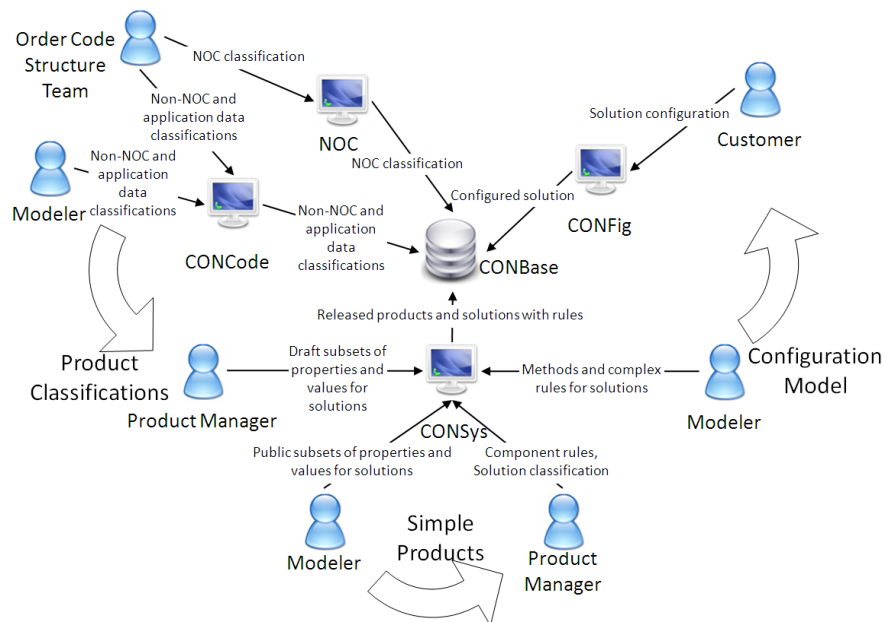 Order Code
Structure
Team
NOC classification
Non-NOC and
application data
classifications
NOC
Solution configuration
Customer
Non-NOC and
application
data
classifications
Modeler
NOC classification
Configured solution
CONFig
CONCode
Non-NOC and
application
data
classifications
CONBase
Released products and solutions with rules
Product
Classifications
Draft subsets of
properties and
values for
solutions
Product Manager
Methods and complex
rules for solutions
Configuration
Model
Modeler
CONSys
Public subsets of properties and
values for solutions
Component rules,
Solution classification
Modeler
Simple
Products
Product
Manager